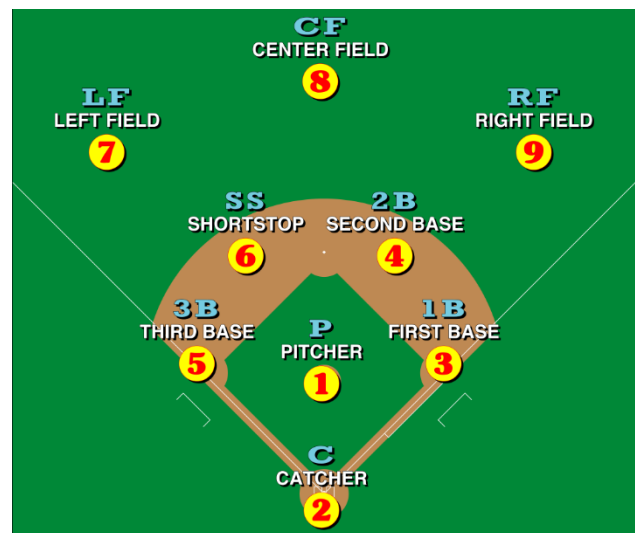 CF
CENTER FIELD
8
LF
LEFT FIELD
7
RF
RIGHT FIELD
9
SS
SHORTSTOP
6
2B
SECOND BASE
4
3B
THIRD BASE
5
P
PITCHER
1
1B
FIRST BASE
3
C
CATCHER
2